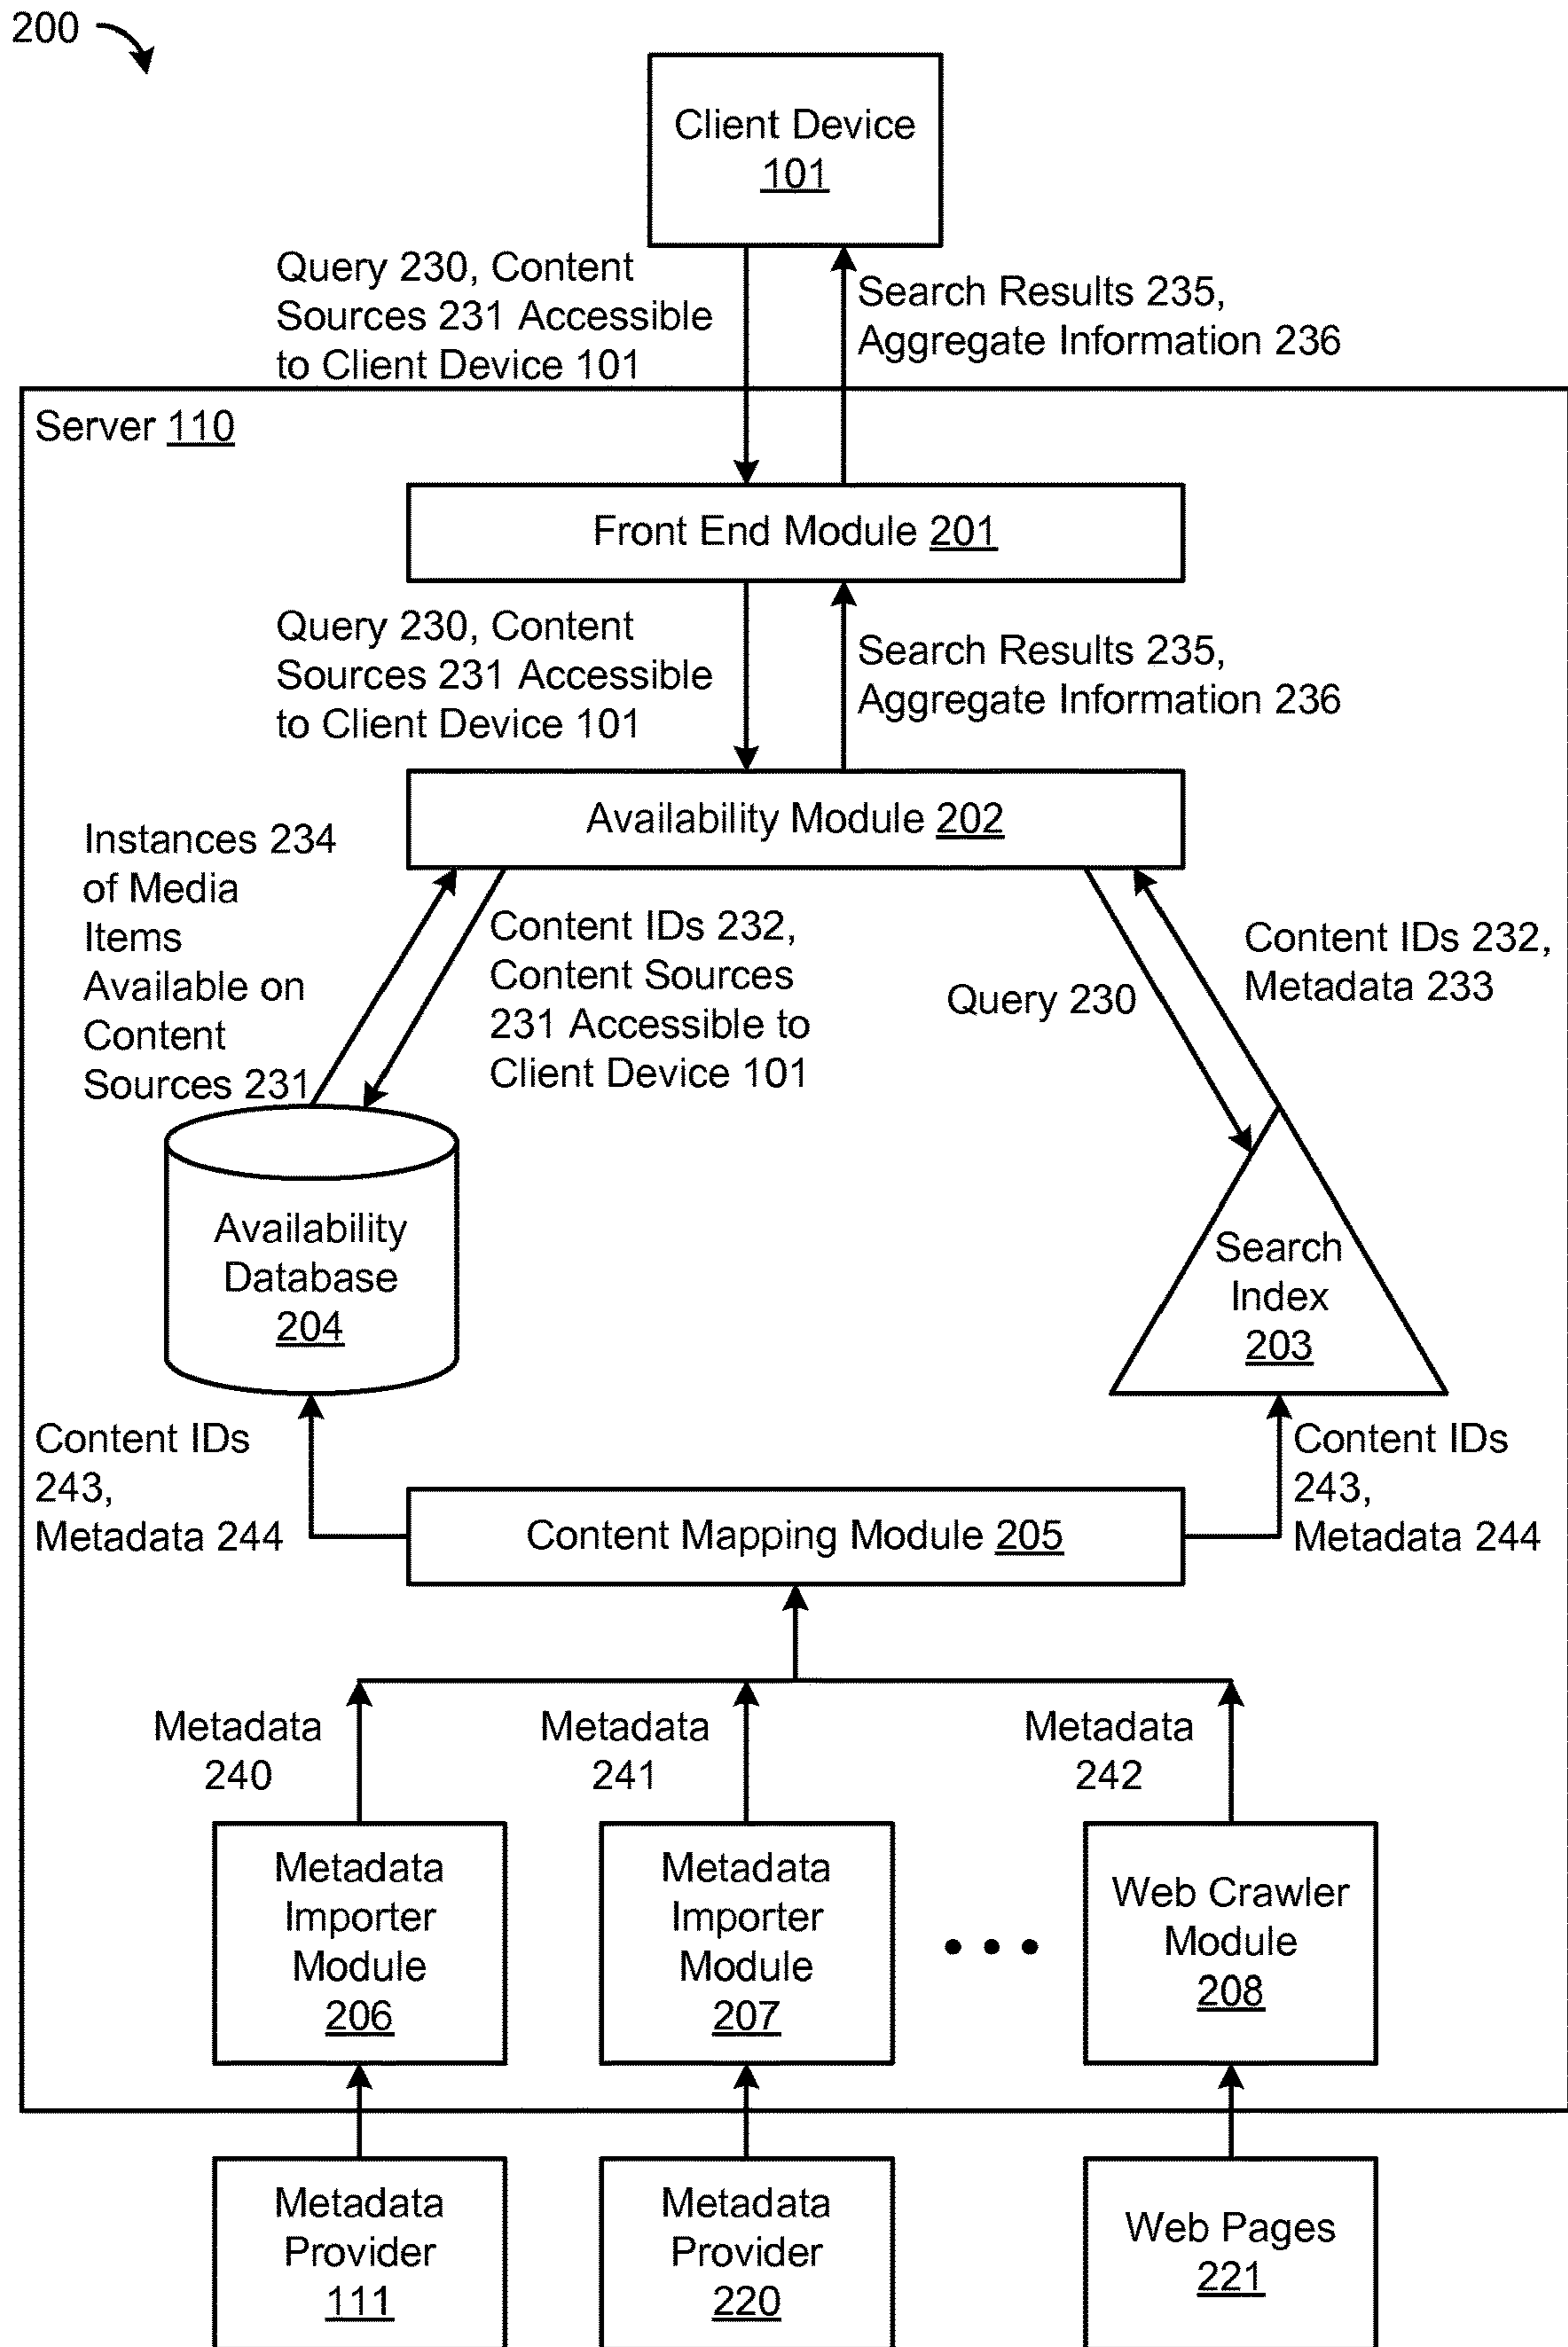 200
Client Device
101
Query 230, Content
Sources 231 Accessible
to Client Device 101
Search Results 235,
Aggregate Information 236
Server 110
Front End Module 201
Query 230, Content
Sources 231 Accessible
to Client Device 101
Search Results 235,
Aggregate Information 236
Availability Module 202
Instances 234
of Media
Items
Available on
Content
Sources 231
Content IDs 232,
Content Sources
231 Accessible to
Client Device 101
Query 230
Content IDs 232,
Metadata 233
Availability
Database
204
Search
Index
203
Content IDs
243,
Metadata 244
Content Mapping Module 205
Content IDs
243,
Metadata 244
Metadata
240
Metadata
241
Metadata
242
Metadata
Importer
Module
206
Metadata
Importer
Module
207
Web Crawler
Module
208
Metadata
Provider
111
Metadata
Provider
220
Web Pages
221